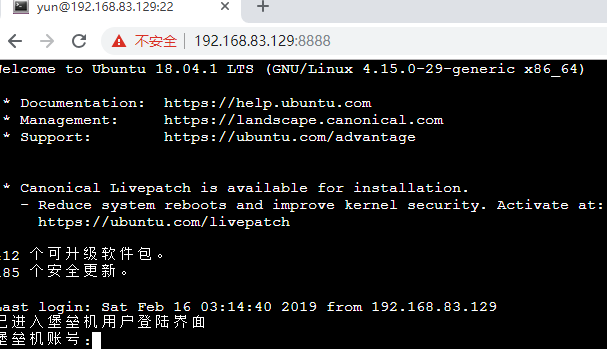 yun@192.168.83.129:22
不安全 192.168.83.129:8888
elcome to Ubuntu 18.04.1 LTS (GNU/Linux 4.15.0-29-generic x86_64)
* Documentation: https://help.ubuntu.com
* Management: https://landscape.canonical.com
* Support: https://ubuntu.com/advantage
* Canonical Livepatch is available for installation.
- Reduce system reboots and improve kernel security. Activate at:
https://ubuntu.com/livepatch
12 个可升级软件包。
185 个安全更新。
Last login: Sat Feb 16 03:14:40 2019 from 192.168.83.129
已进入堡垒机用户登陆界面
堡垒机账号: